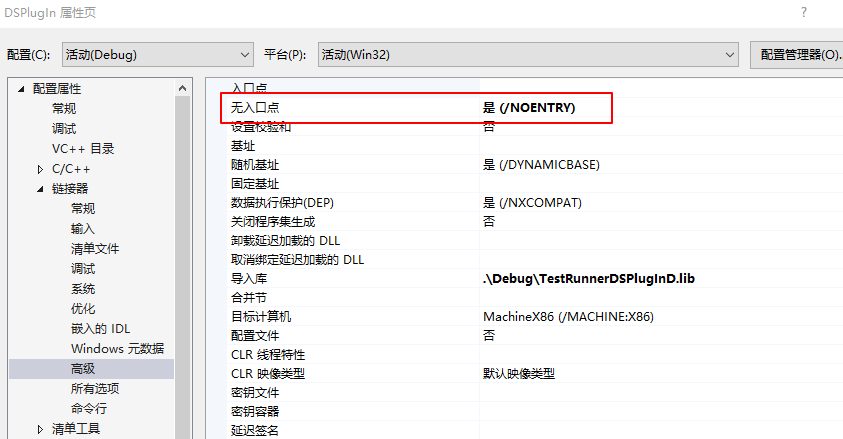 DSPlugIn 属性页
?
配置(C): 活动(Debug) 平台(P): 活动(Win32) 配置管理器(O)..
配置属性
常规
调试
VC++ 目录
C/C++
链接器
常规
输入
清单文件
调试
系统
优化
嵌入的 IDL
Windows 元数据
高级
所有选项
命令行
清单工具
入口点
无入口点 是 (/NOENTRY)
设置校验和 否
基址
随机基址 是 (/DYNAMICBASE)
固定基址
数据执行保护(DEP) 是 (/NXCOMPAT)
关闭程序集生成 否
卸载延迟加载的 DLL
取消绑定延迟加载的 DLL
导入库 .\Debug\TestRunnerDSPlugInD.lib
合并节
目标计算机 MachineX86 (/MACHINE:X86)
配置文件 否
CLR 线程特性
CLR 映像类型 默认映像类型
密钥文件
密钥容器
延迟签名